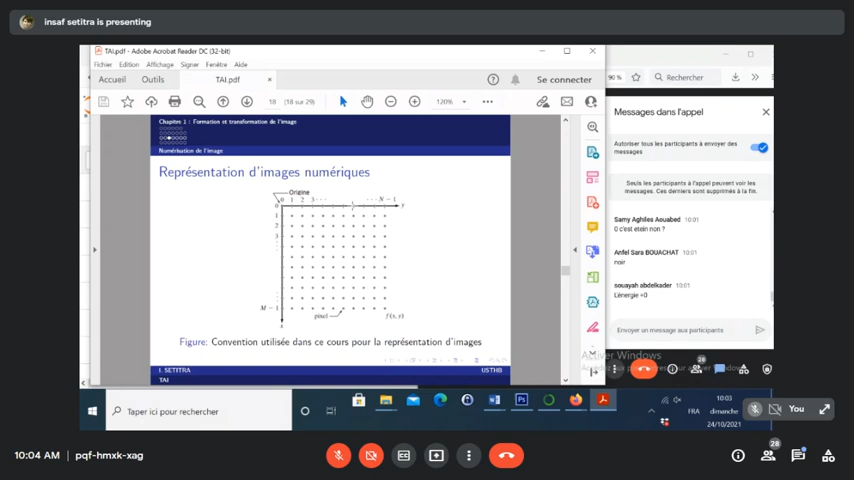 insaf setitra is presenting
TAI.pdf - Adobe Acrobat Reader DC (32-bit)
Fichier Edition Affichage Signer Fenêtre Aide
Accueil Outils TAI.pdf × Se connecter
18 (18 sur 29) 120%
90 % Rechercher
Chapitre 1 : Formation et transformation de l'image
Numérisation de l'image
Représentation d'images numériques
Origine
0 1 2 3 ··· ··· N − 1
0
y
1
2
3
M − 1
x
pixel
f(x, y)
Figure: Convention utilisée dans ce cours pour la représentation d'images
I. SETITRA USTHB
TAI
Messages dans l'appel
Autoriser tous les participants à envoyer des
messages
Seuls les participants à l'appel peuvent voir les
messages. Ces derniers sont supprimés à la fin.
Samy Aghiles Aouabed 10:01
0 c'est etein non ?
Anfel Sara BOUACHAT 10:01
noir
souayah abdelkader 10:01
L'énergie =0
Envoyer un message aux participants
Activer Windows
28
Taper ici pour rechercher
FRA
10:03
dimanche
24/10/2021
You
10:04 AM pqf-hmxk-xag
28